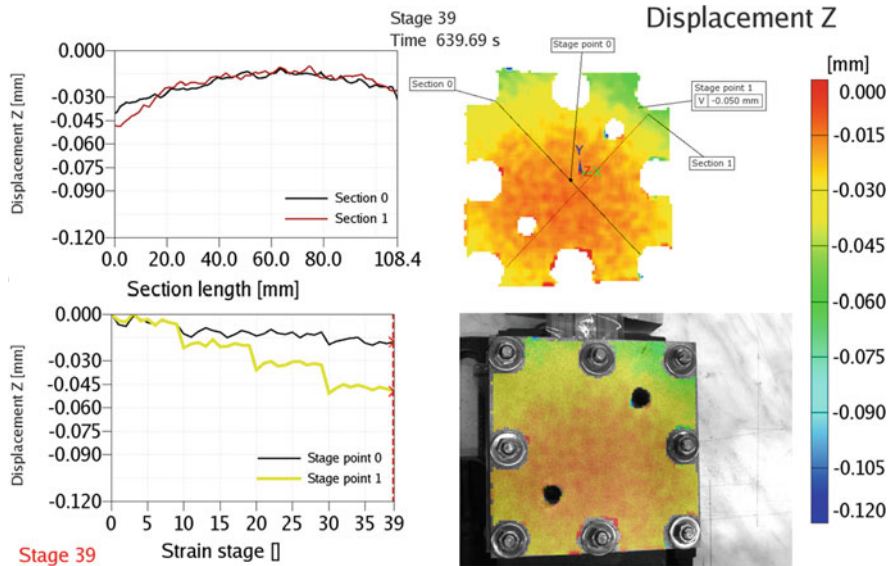 Stage 39
Time 639.69 s
Displacement Z
Displacement Z [mm]
0.000
-0.030
-0.045
-0.060
-0.075
-0.090
-0.120
Section 0
Section 1
0.0
20.0
40.0
60.0
80.0
108.4
Section length [mm]
Stage point 0
Section 0
Stage point 1
V -0.050 mm
Section 1
Y
Z
X
[mm]
0.000
-0.015
-0.030
-0.045
-0.060
-0.075
-0.090
-0.105
-0.120
Displacement Z [mm]
0.000
-0.030
-0.045
-0.060
-0.075
-0.090
-0.120
Stage point 0
Stage point 1
0
5
10
15
20
25
30
35
39
Strain stage []
Stage 39